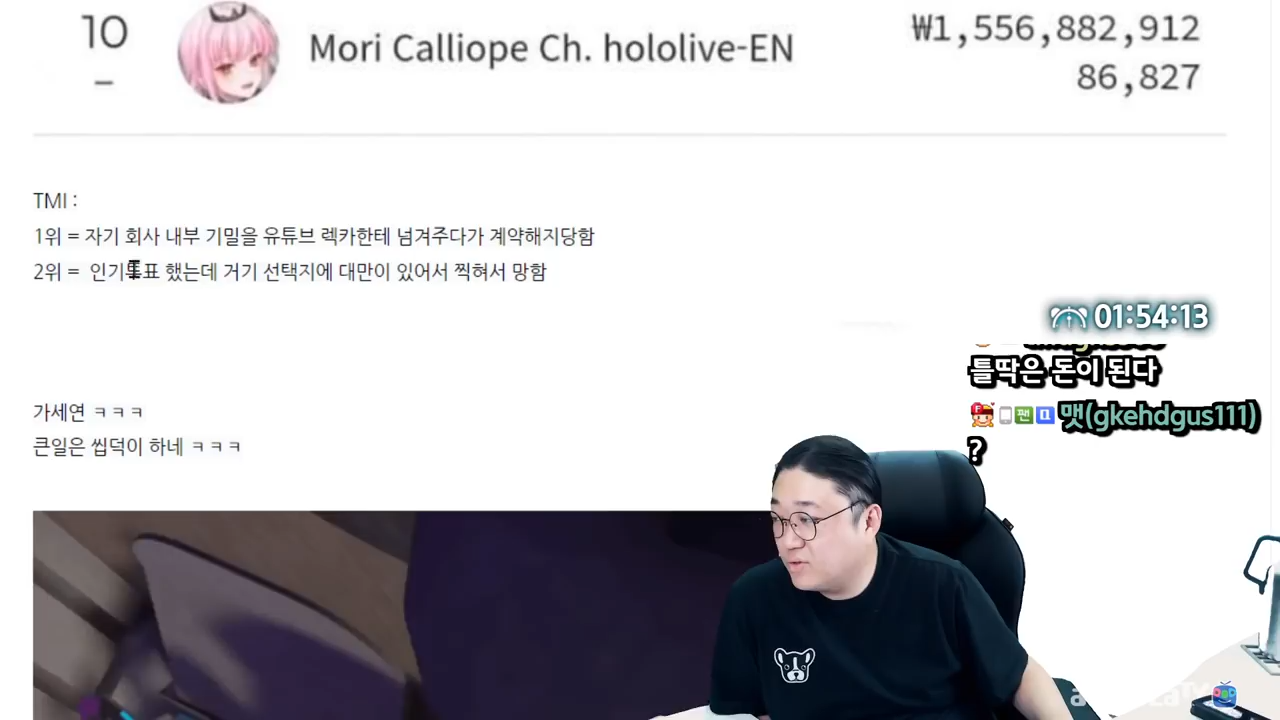 10
Mori Calliope Ch. hololive-EN
₩1,556,882,912
–
86,827
TMI :
1위 = 자기 회사 내부 기밀을 유튜브 렉카한테 넘겨주다가 계약해지당함
2위 = 인기투표 했는데 거기 선택지에 대만이 있어서 찍혀서 망함
01:54:13
틀딱은 돈이 된다
맷(gkehdgus111)
?
가세연 ㅋㅋㅋ
큰일은 씹덕이 하네 ㅋㅋㅋ